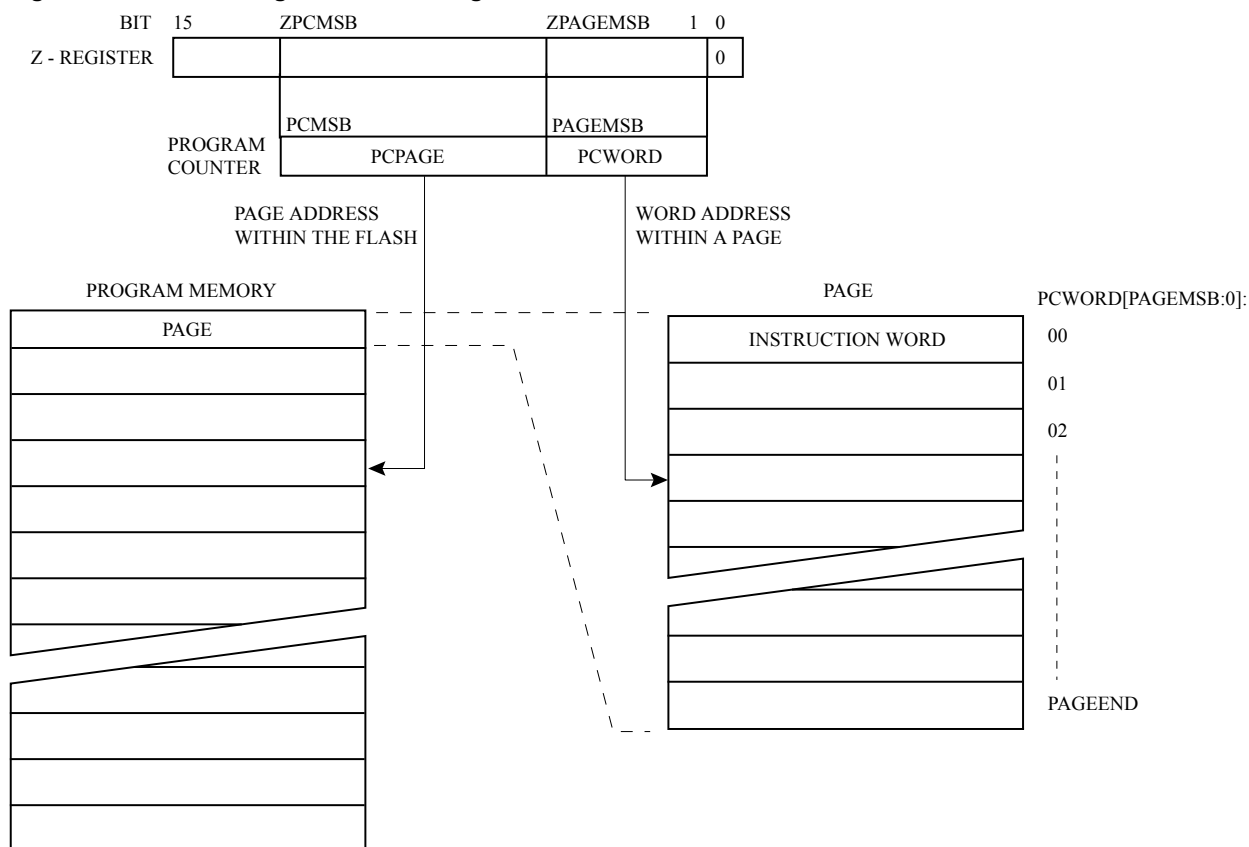 BIT 15 ZPCMSB ZPAGEMSB 1 0
Z - REGISTER 0
PCMSB PAGEMSB
PROGRAM
COUNTER
PCPAGE PCWORD
PAGE ADDRESS
WITHIN THE FLASH
WORD ADDRESS
WITHIN A PAGE
PROGRAM MEMORY
PAGE
PAGE
PCWORD[PAGEMSB:0]:
INSTRUCTION WORD
00
01
02
PAGEEND